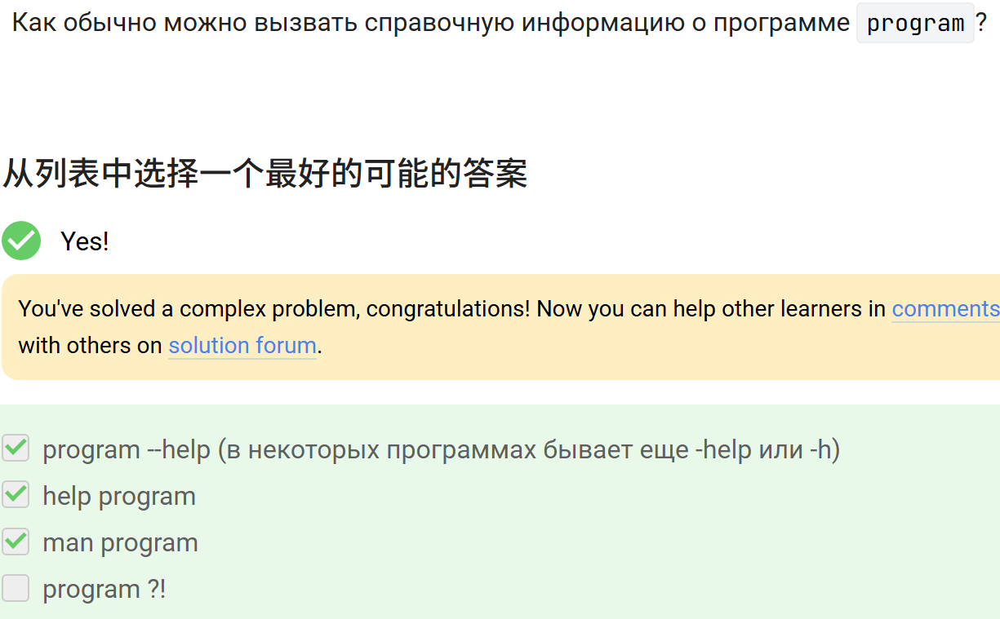 Как обычно можно вызвать справочную информацию о программе program?
从列表中选择一个最好的可能的答案
Yes!
You've solved a complex problem, congratulations! Now you can help other learners in comments
with others on solution forum.
program --help (в некоторых программах бывает еще -help или -h)
help program
man program
program ?!